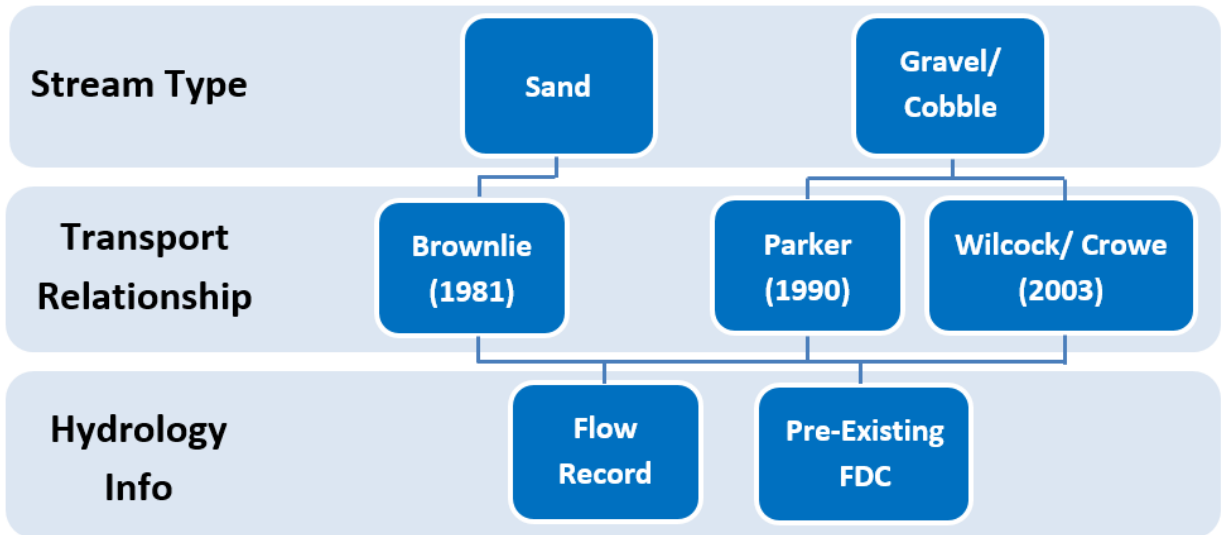 Stream Type
Sand
Gravel/
Cobble
Transport
Relationship
Brownlie
(1981)
Parker
(1990)
Wilcock/ Crowe
(2003)
Hydrology
Info
Flow
Record
Pre-Existing
FDC